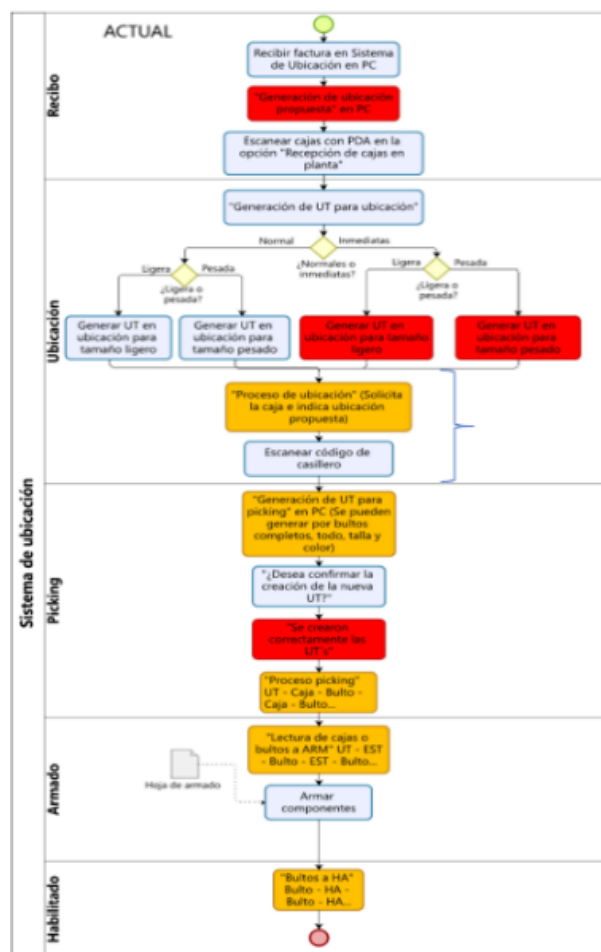 ACTUAL
Sistema de ubicación
Recibo
Recibir factura en Sistema
de Ubicación en PC
"Generación de ubicación
propuesta" en PC
Escanear cajas con PDA en la
opción "Recepción de cajas en
planta"
Ubicación
"Generación de UT para ubicación"
Normal
Inmediatas
¿Normales o
inmediatas?
Ligera
Pesada
¿Ligera o
pesada?
Ligera
Pesada
¿Ligera o
pesada?
Generar UT en
ubicación para
tamaño ligero
Generar UT en
ubicación para
tamaño pesado
Generar UT en
ubicación para tamaño
ligero
Generar UT en
ubicación para
tamaño pesado
"Proceso de ubicación" (Solicita
la caja e indica ubicación
propuesta)
Escanear código de
casillero
Picking
"Generación de UT para
picking" en PC (Se pueden
generar por bultos
completos, todo, talla y
color)
"¿Desea confirmar la
creación de la nueva
UT?"
"Se crearon
correctamente las
UT's"
"Proceso picking"
UT - Caja - Bulto -
Caja - Bulto...
Armado
"Lectura de cajas o
bultos a ARM" UT - EST
- Bulto - EST - Bulto...
Hoja de armado
Armar
componentes
Habilitado
"Bultos a HA"
Bulto - HA -
Bulto - HA...